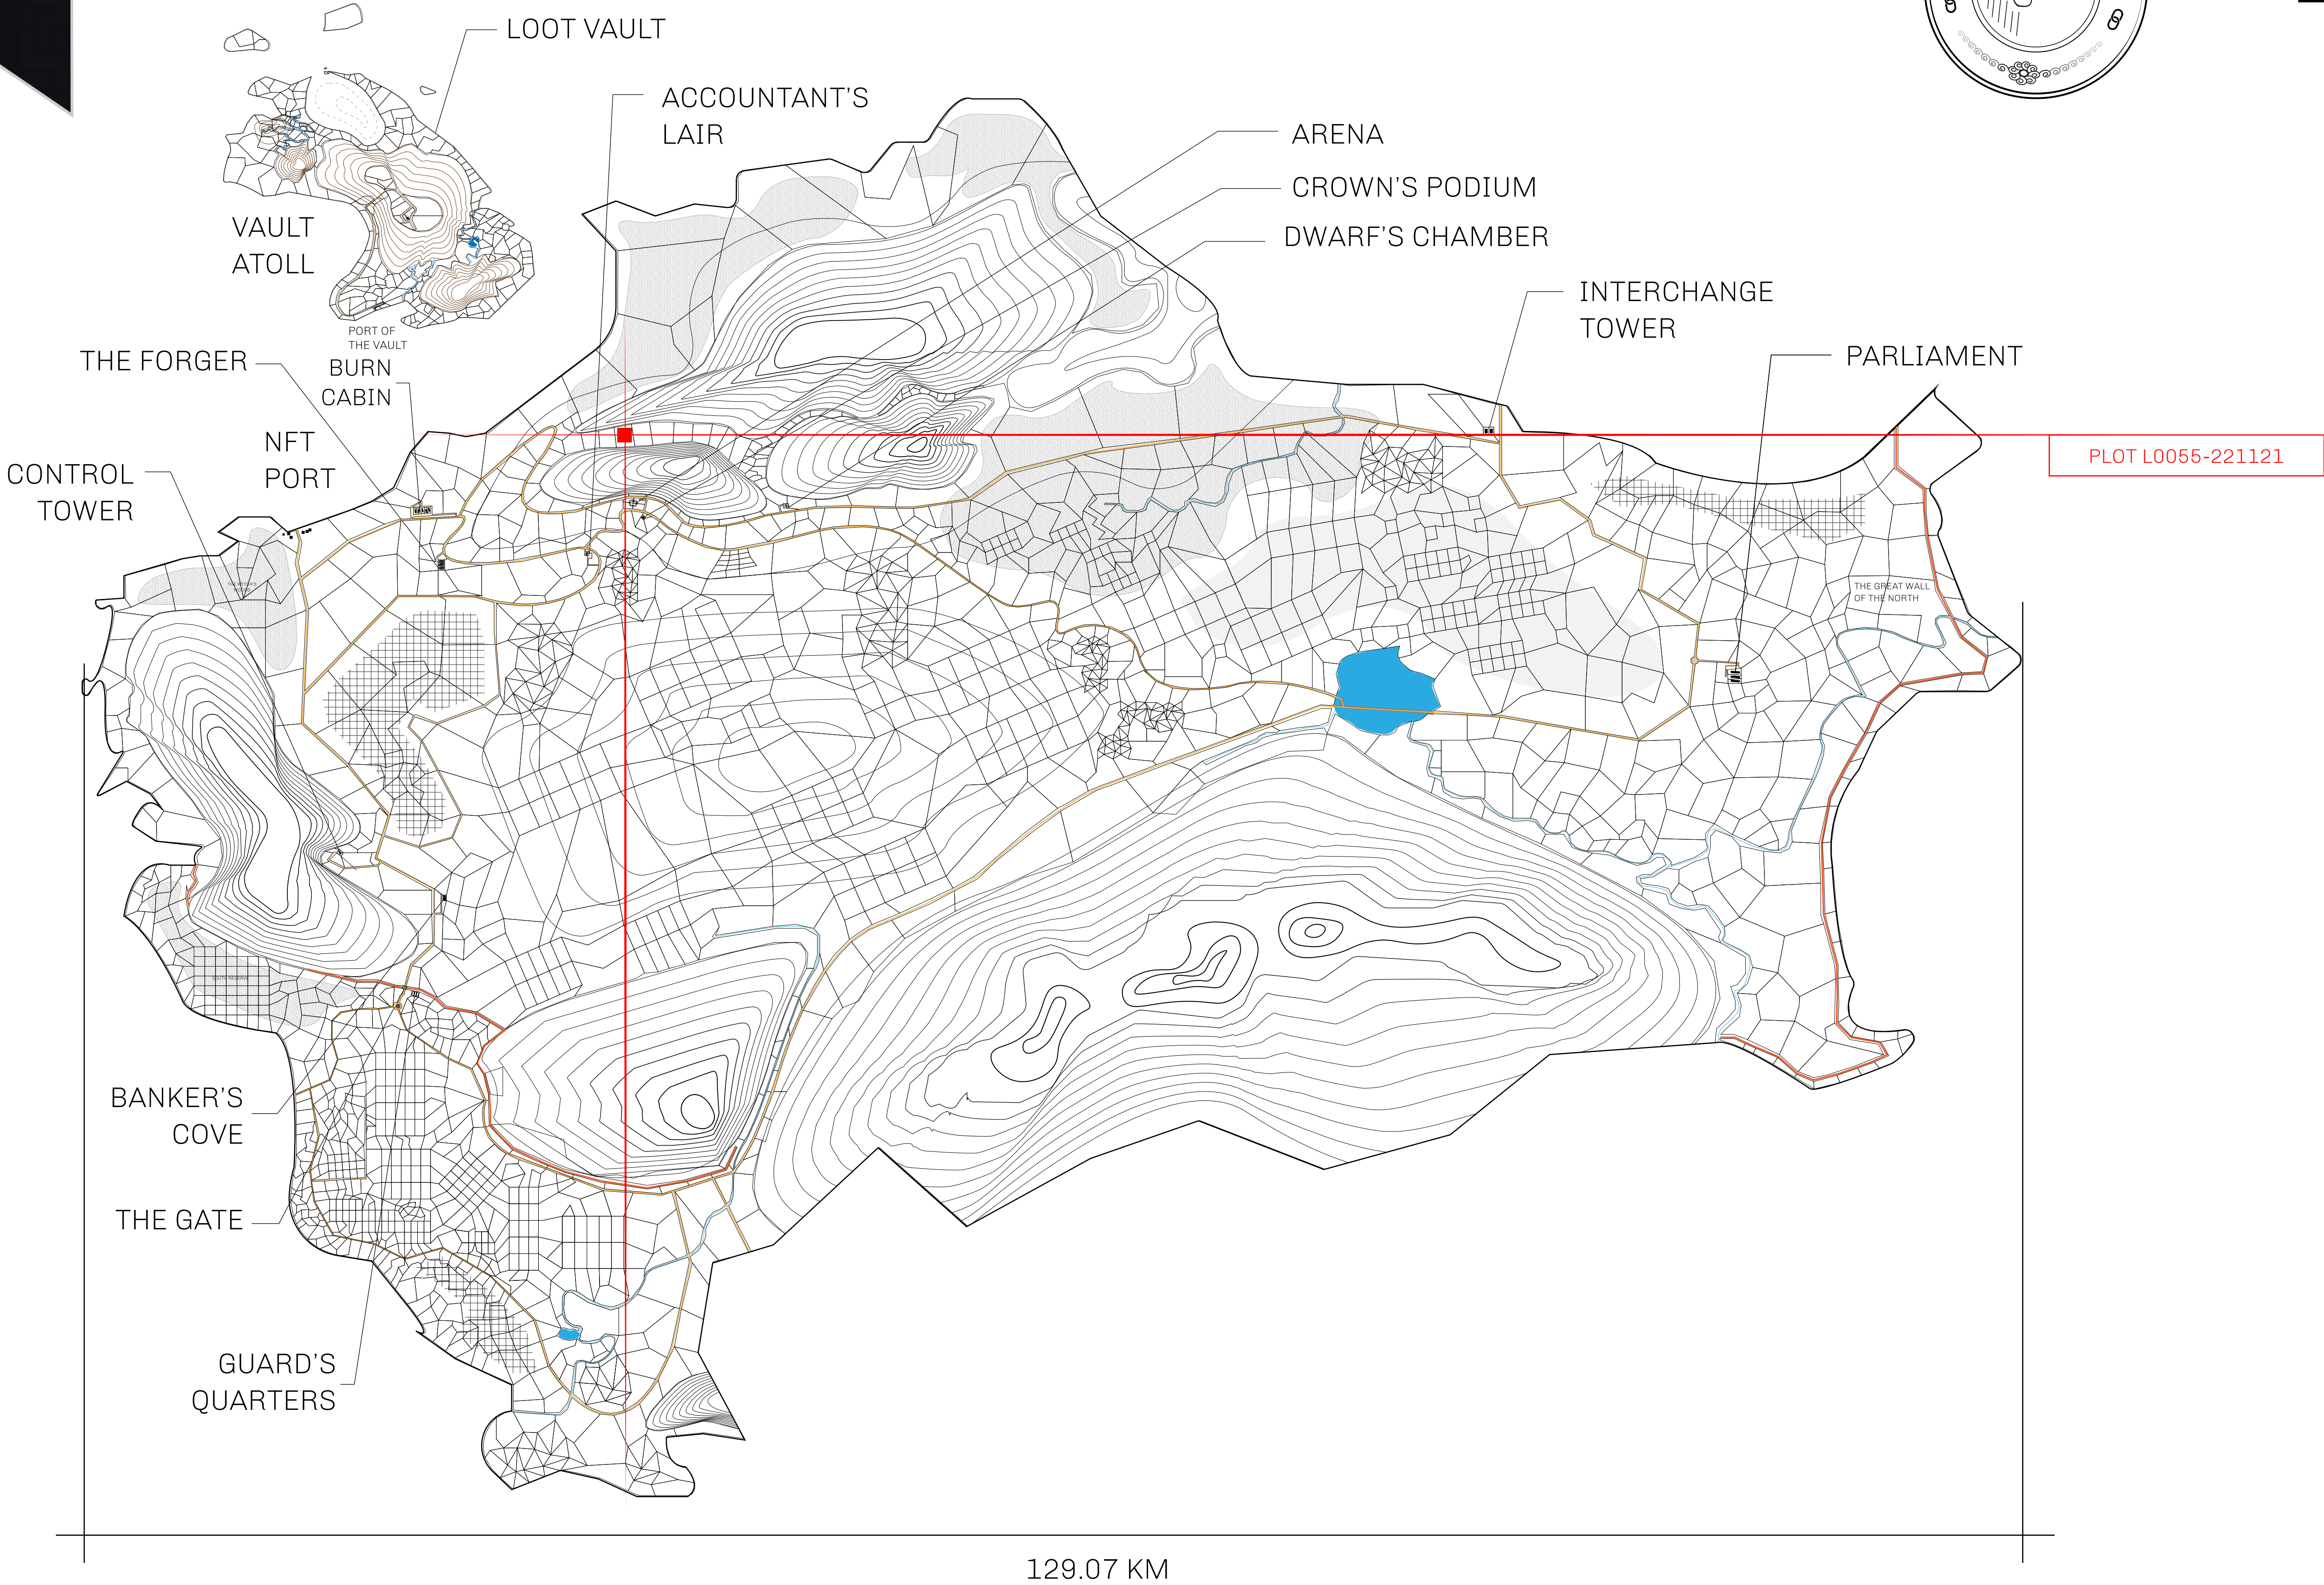 LOOT VAULT
ACCOUNTANT'S
LAIR
ARENA
CROWN'S PODIUM
DWARF'S CHAMBER
VAULT
ATOLL
INTERCHANGE
TOWER
PORT OF
THE VAULT
THE FORGER
BURN
CABIN
PARLIAMENT
NFT
PORT
CONTROL
TOWER
PLOT L0055-221121
THE GREAT WALL
OF THE NORTH
SOUTH RESERVE
BANKER'S
COVE
THE GATE
GUARD'S
QUARTERS
129.07 KM